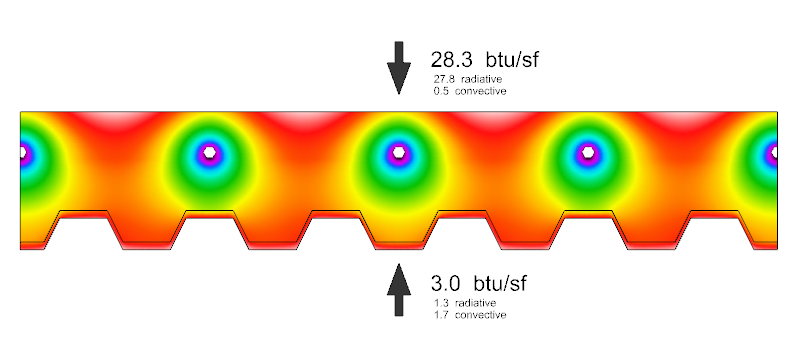 28.3 btu/sf
27.8 radiative
0.5 convective
3.0 btu/sf
1.3 radiative
1.7 convective